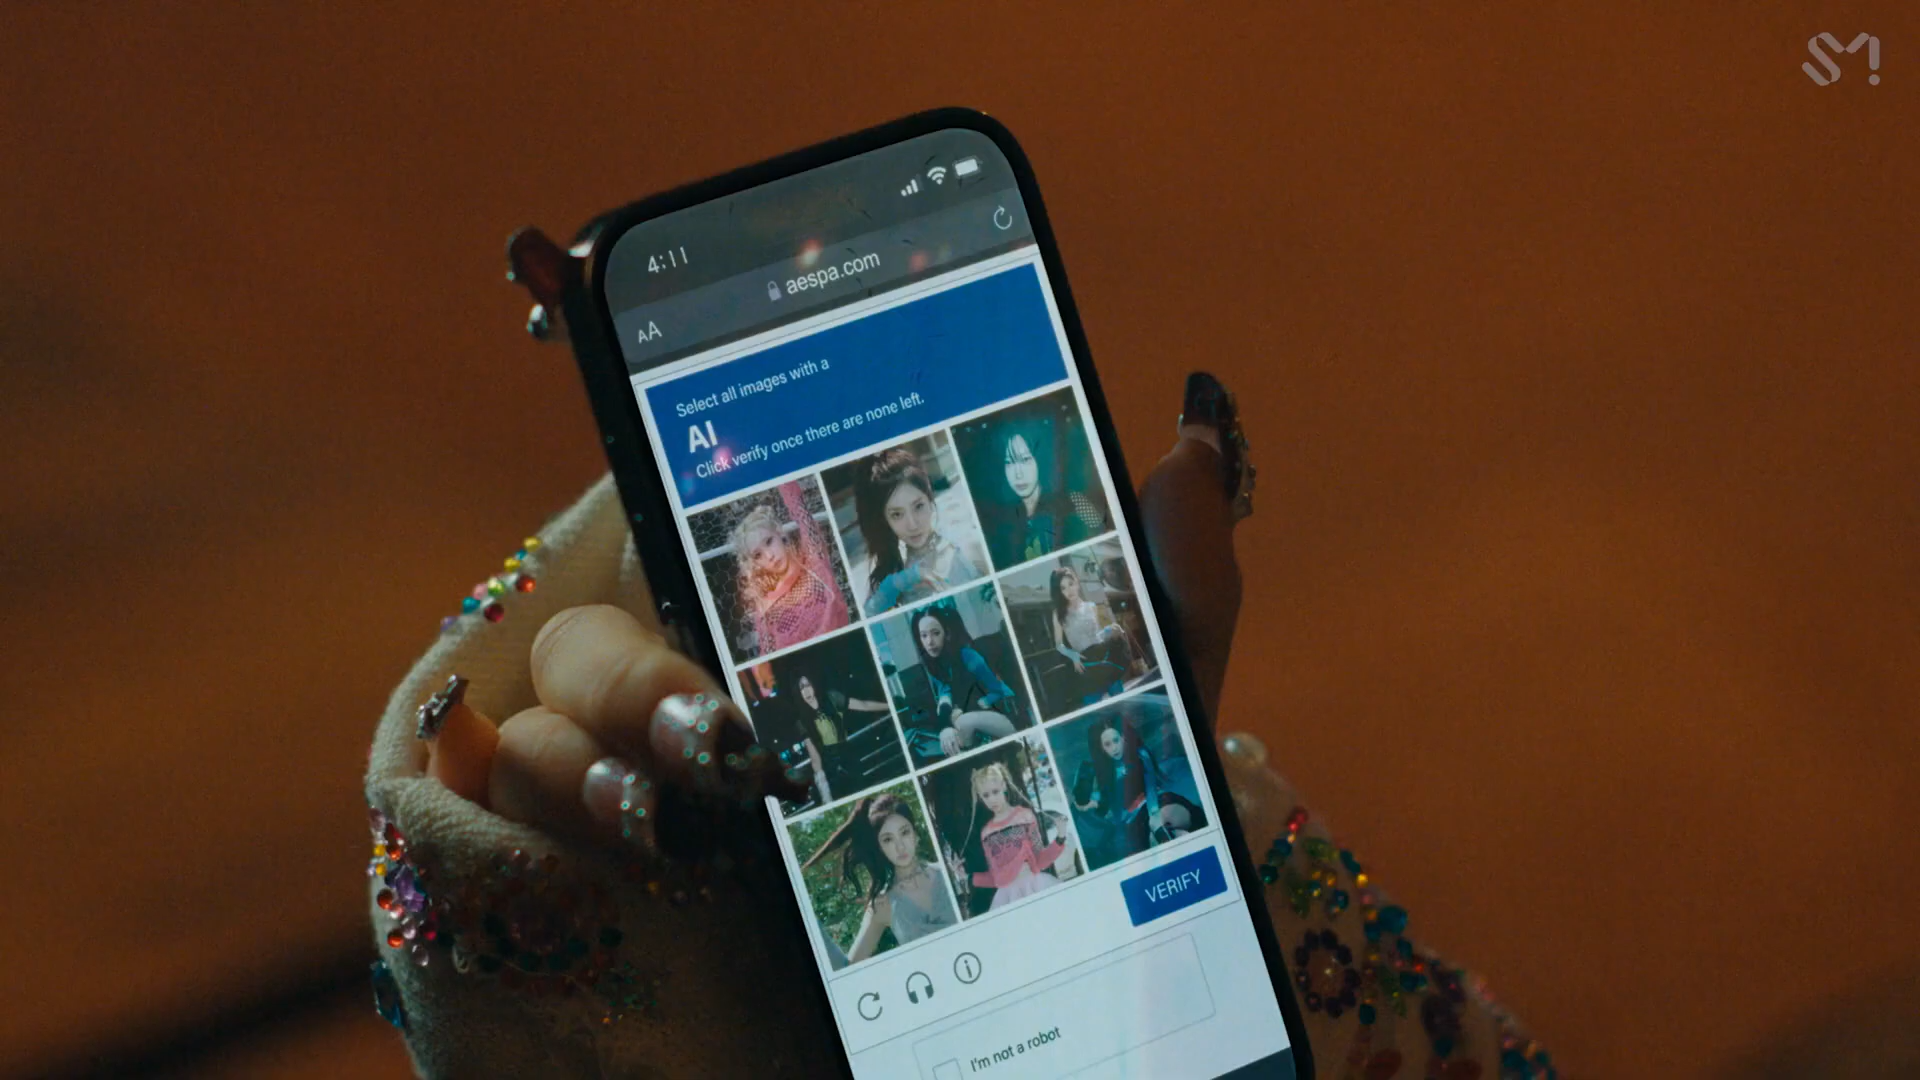 SM!
4:11
aespa.com
AA
Select all images with a
AI
Click verify once there are none left.
VERIFY
I'm not a robot